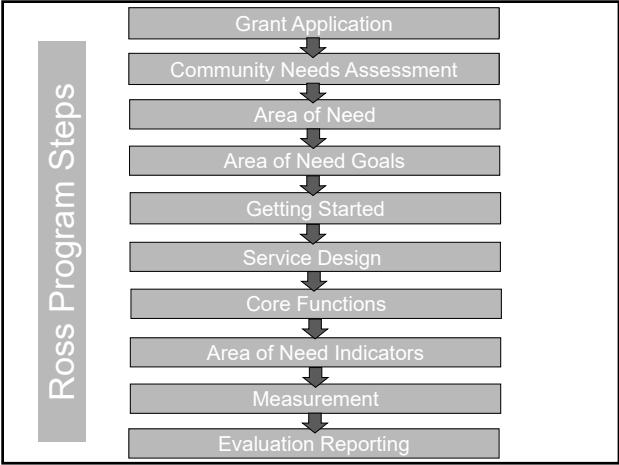 Ross Program Steps
Grant Application
Community Needs Assessment
Area of Need
Area of Need Goals
Getting Started
Service Design
Core Functions
Area of Need Indicators
Measurement
Evaluation Reporting